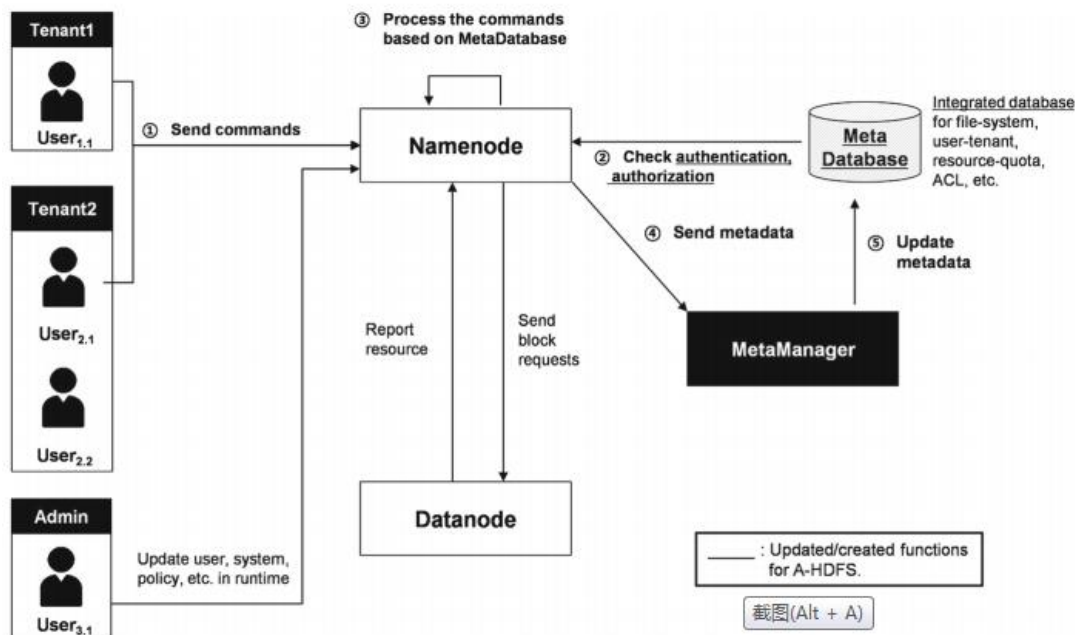 Tenant1
User1.1
Tenant2
User2.1
User2.2
Admin
User3.1
① Send commands
Update user, system,
policy, etc. in runtime
③ Process the commands
based on MetaDatabase
Namenode
② Check authentication,
authorization
Meta
Database
Integrated database
for file-system,
user-tenant,
resource-quota,
ACL, etc.
④ Send metadata
⑤ Update
metadata
MetaManager
Report
resource
Send
block
requests
Datanode
____ : Updated/created functions
for A-HDFS.
截图(Alt + A)